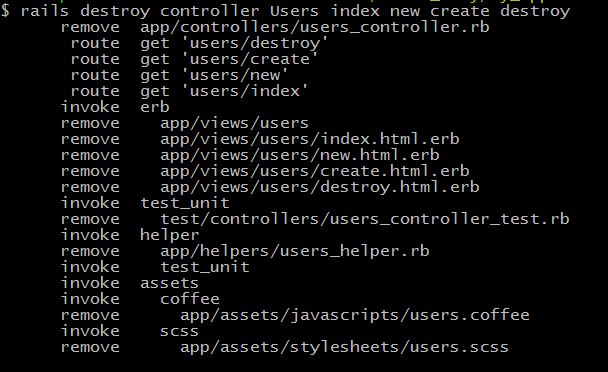 $ rails destroy controller Users index new create destroy
remove app/controllers/users_controller.rb
route get 'users/destroy'
route get 'users/create'
route get 'users/new'
route get 'users/index'
invoke erb
remove app/views/users
remove app/views/users/index.html.erb
remove app/views/users/new.html.erb
remove app/views/users/create.html.erb
remove app/views/users/destroy.html.erb
invoke test_unit
remove test/controllers/users_controller_test.rb
invoke helper
remove app/helpers/users_helper.rb
invoke test_unit
invoke assets
invoke coffee
remove app/assets/javascripts/users.coffee
invoke scss
remove app/assets/stylesheets/users.scss